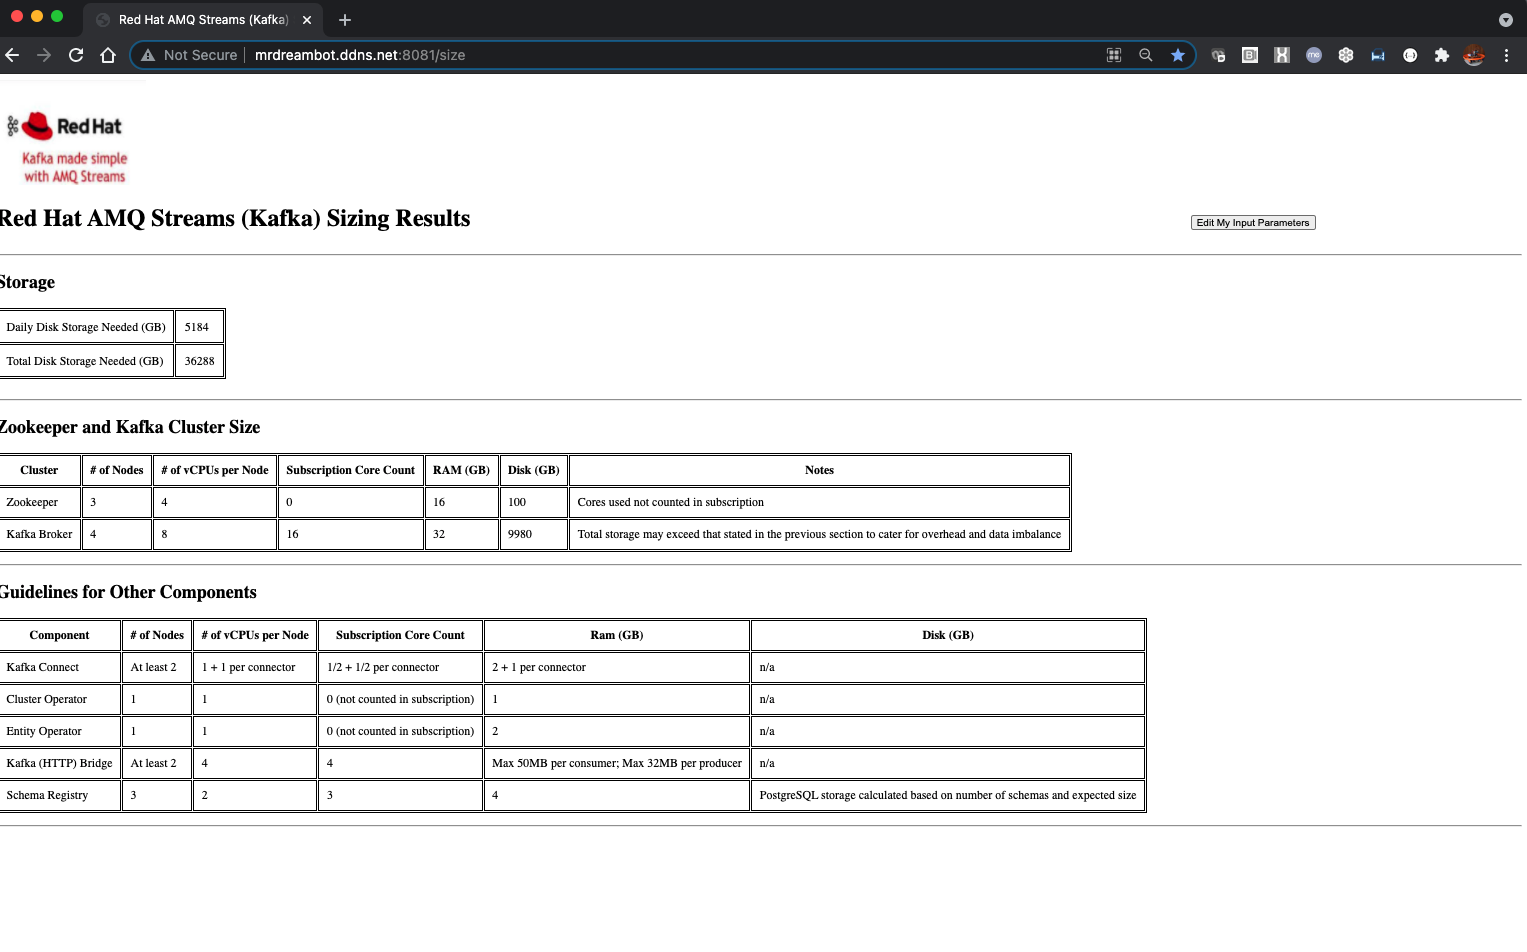 Red Hat AMQ Streams (Kafka)
Not Secure mrdreambot.ddns.net:8081/size
Red Hat
Kafka made simple
with AMQ Streams
Red Hat AMQ Streams (Kafka) Sizing Results
Edit My Input Parameters
Storage
Daily Disk Storage Needed (GB) 5184
Total Disk Storage Needed (GB) 36288
Zookeeper and Kafka Cluster Size
Cluster # of Nodes # of vCPUs per Node Subscription Core Count RAM (GB) Disk (GB) Notes
Zookeeper 3 4 0 16 100 Cores used not counted in subscription
Kafka Broker 4 8 16 32 9980 Total storage may exceed that stated in the previous section to cater for overhead and data imbalance
Guidelines for Other Components
Component # of Nodes # of vCPUs per Node Subscription Core Count Ram (GB) Disk (GB)
Kafka Connect At least 2 1 + 1 per connector 1/2 + 1/2 per connector 2 + 1 per connector n/a
Cluster Operator 1 1 0 (not counted in subscription) 1 n/a
Entity Operator 1 1 0 (not counted in subscription) 2 n/a
Kafka (HTTP) Bridge At least 2 4 4 Max 50MB per consumer; Max 32MB per producer n/a
Schema Registry 3 2 3 4 PostgreSQL storage calculated based on number of schemas and expected size